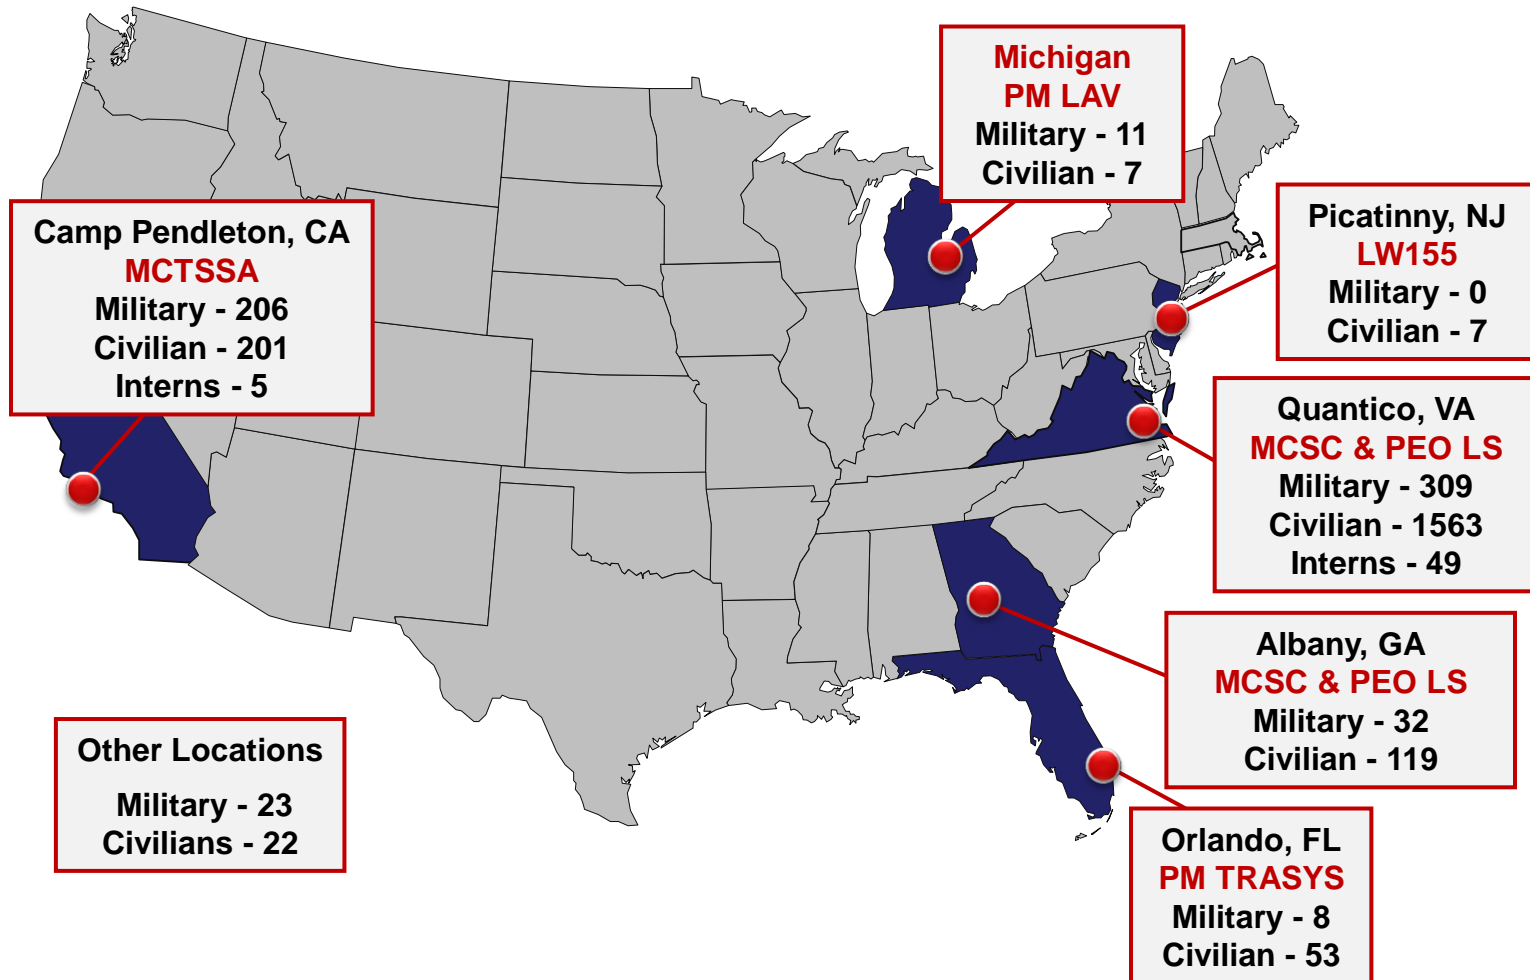 Michigan
PM LAV
Military - 11
Civilian - 7
Camp Pendleton, CA
MCTSSA
Military - 206
Civilian - 201
Interns - 5
Picatinny, NJ
LW155
Military - 0
Civilian - 7
Quantico, VA
MCSC & PEO LS
Military - 309
Civilian - 1563
Interns - 49
Albany, GA
MCSC & PEO LS
Military - 32
Civilian - 119
Other Locations
Military - 23
Civilians - 22
Orlando, FL
PM TRASYS
Military - 8
Civilian - 53